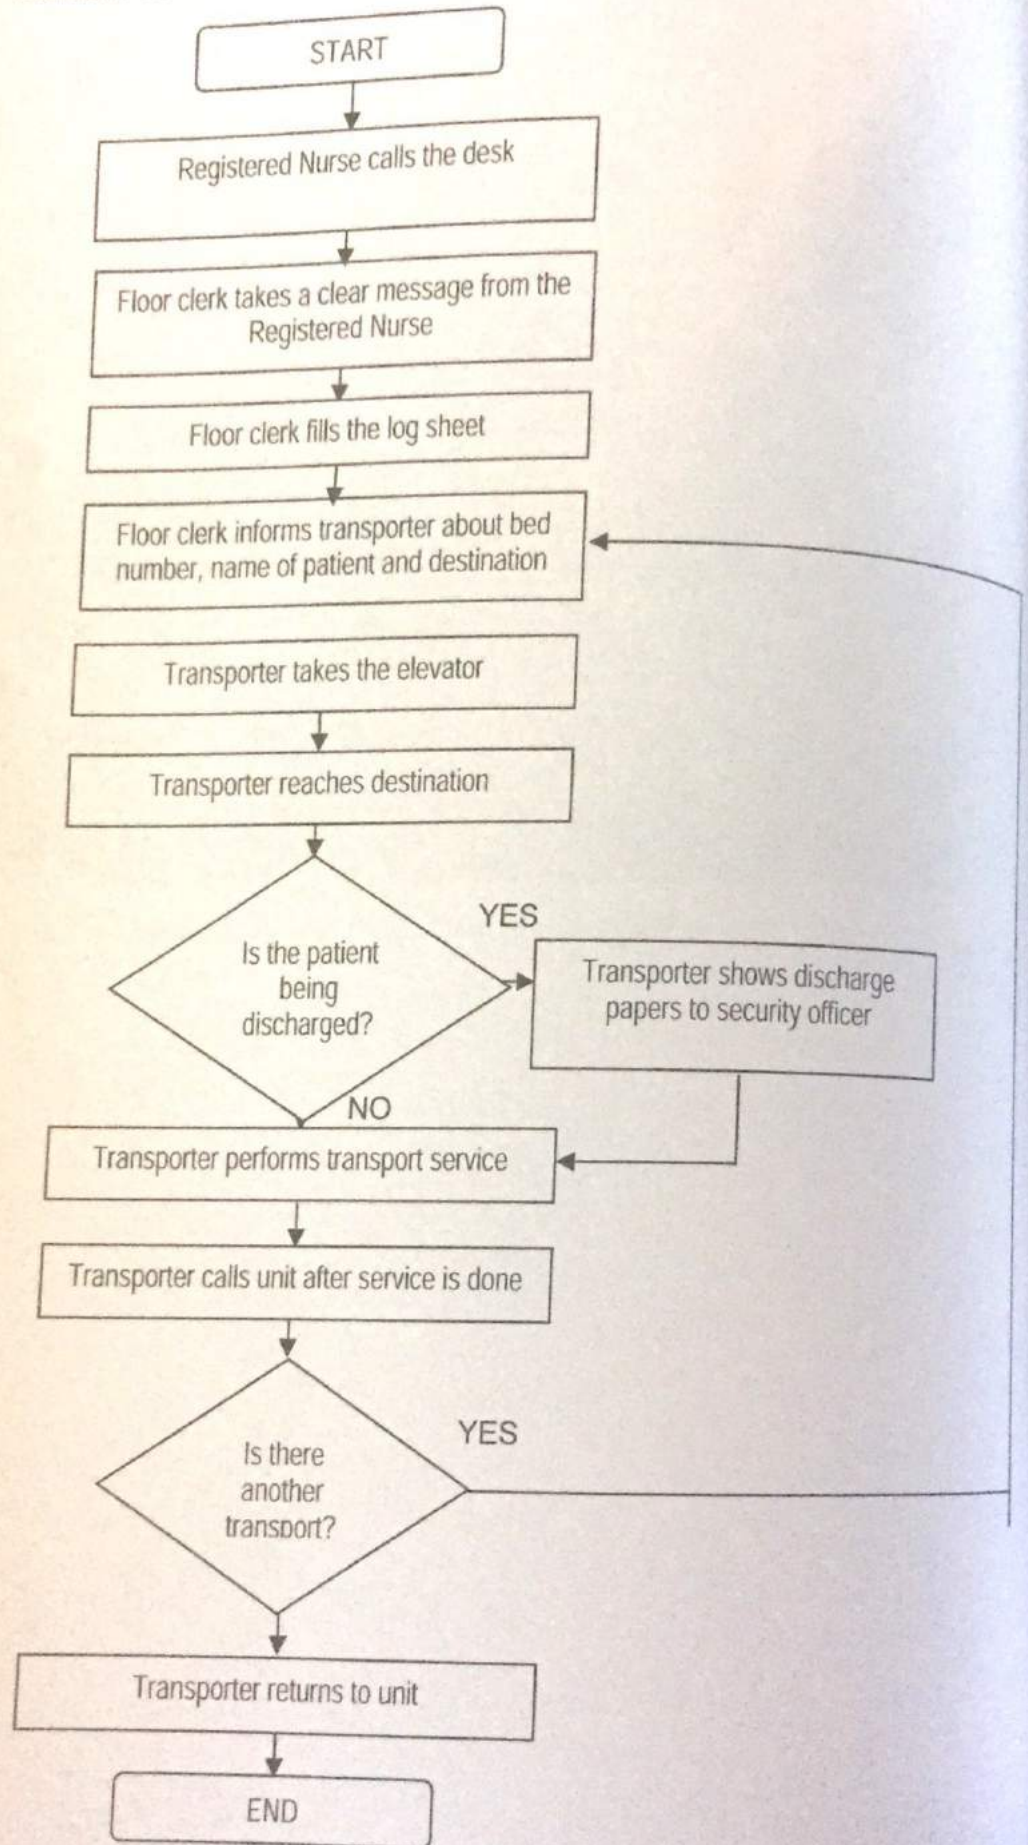 START
Registered Nurse calls the desk
Floor clerk takes a clear message from the
Registered Nurse
Floor clerk fills the log sheet
Floor clerk informs transporter about bed
number, name of patient and destination
Transporter takes the elevator
Transporter reaches destination
Is the patient
being
discharged?
YES
Transporter shows discharge
papers to security officer
NO
Transporter performs transport service
Transporter calls unit after service is done
Is there
another
transport?
YES
Transporter returns to unit
END